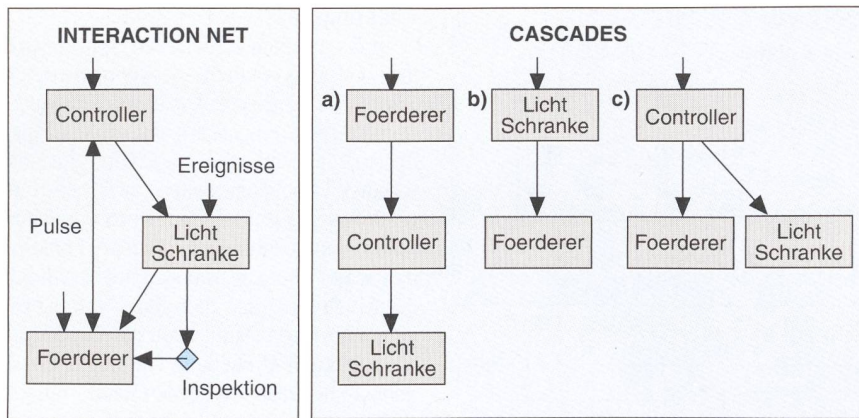 INTERACTION NET
Controller
Ereignisse
Pulse
Licht
Schranke
Foerderer
Inspektion
CASCADES
a)
Foerderer
Controller
Licht
Schranke
b)
Licht
Schranke
Foerderer
c)
Controller
Foerderer
Licht
Schranke